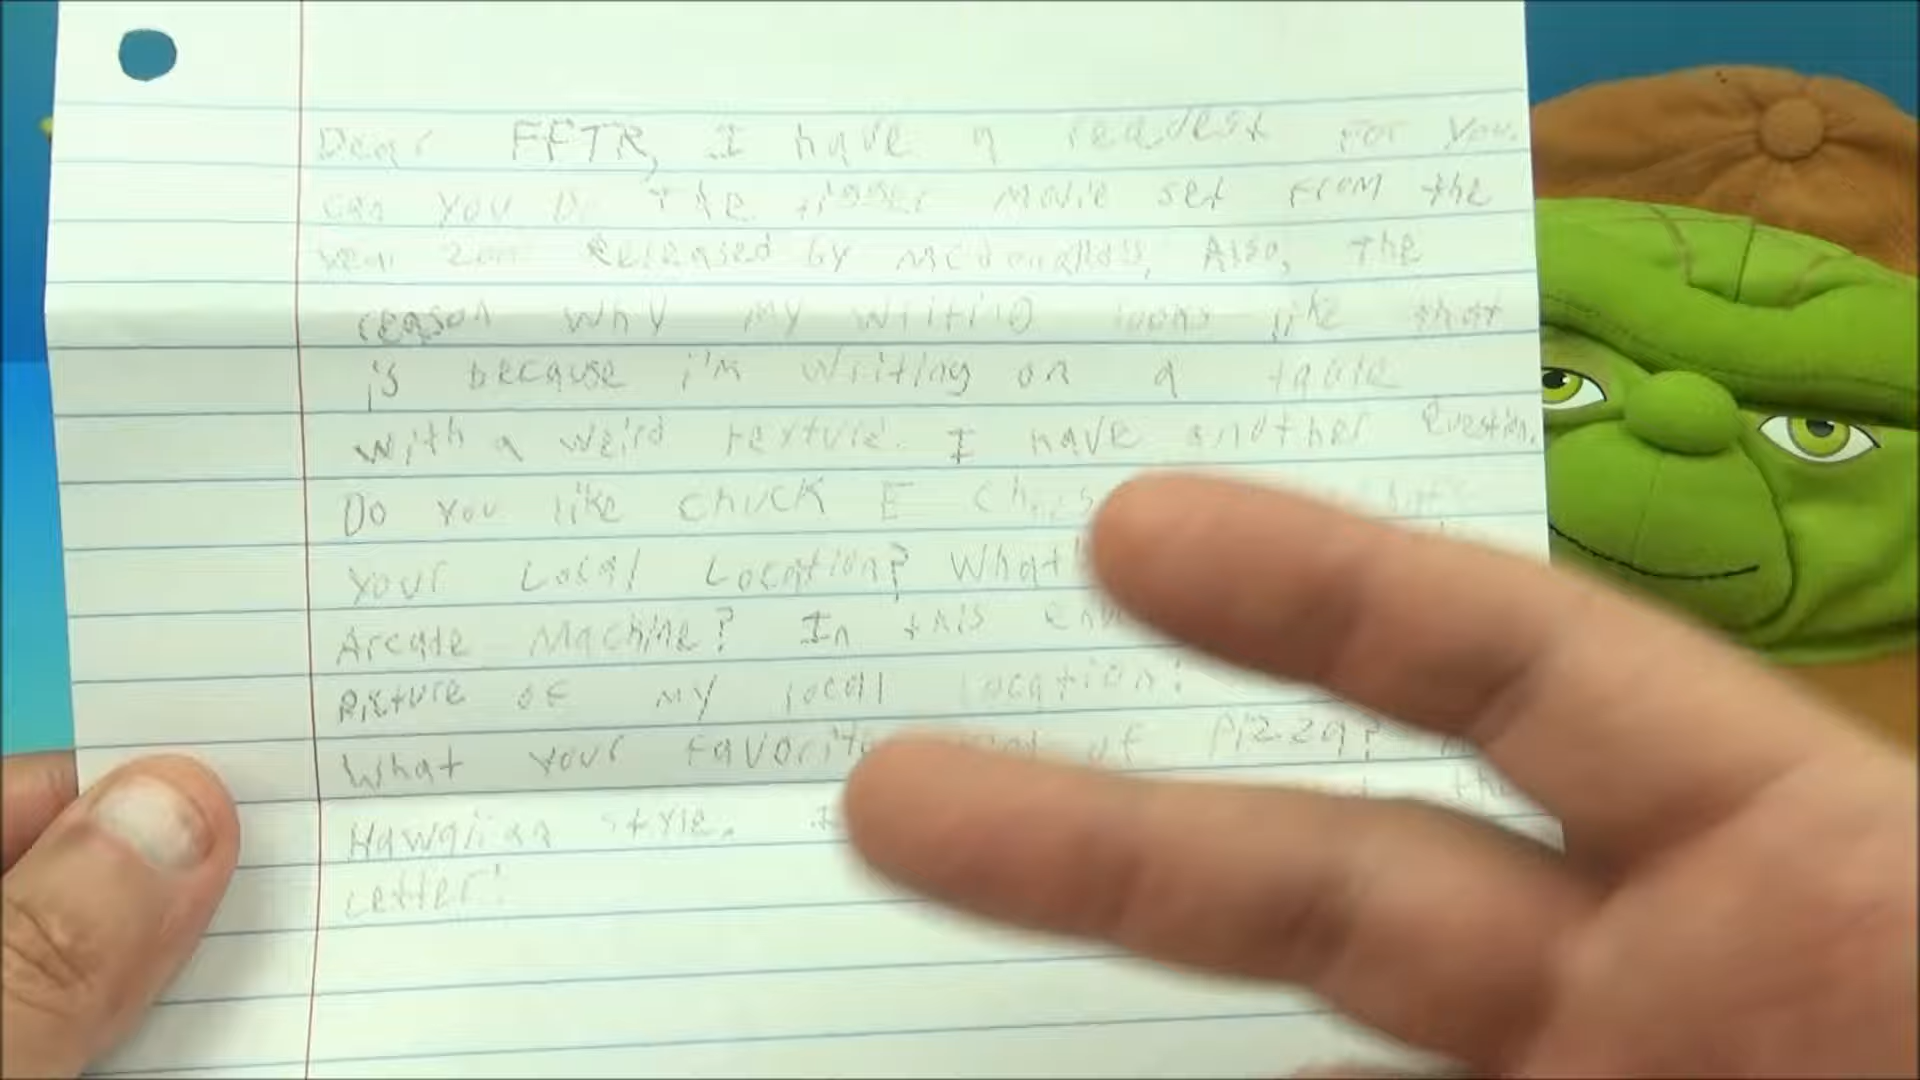 Dear FFTR, I have a reauest For you.
can you Do The tigger movie set From the
year Released by mcdonalds, Also, the
reason why my writing looks like that
is because i'm writing on a table
with a weird texture. I have another Question.
Do you like chuck E
your Local Location? What's
Arcade Machine? In this
Picture of my local location!
What your favorite of Pizza?
Hawaiian style. I the
Letter!